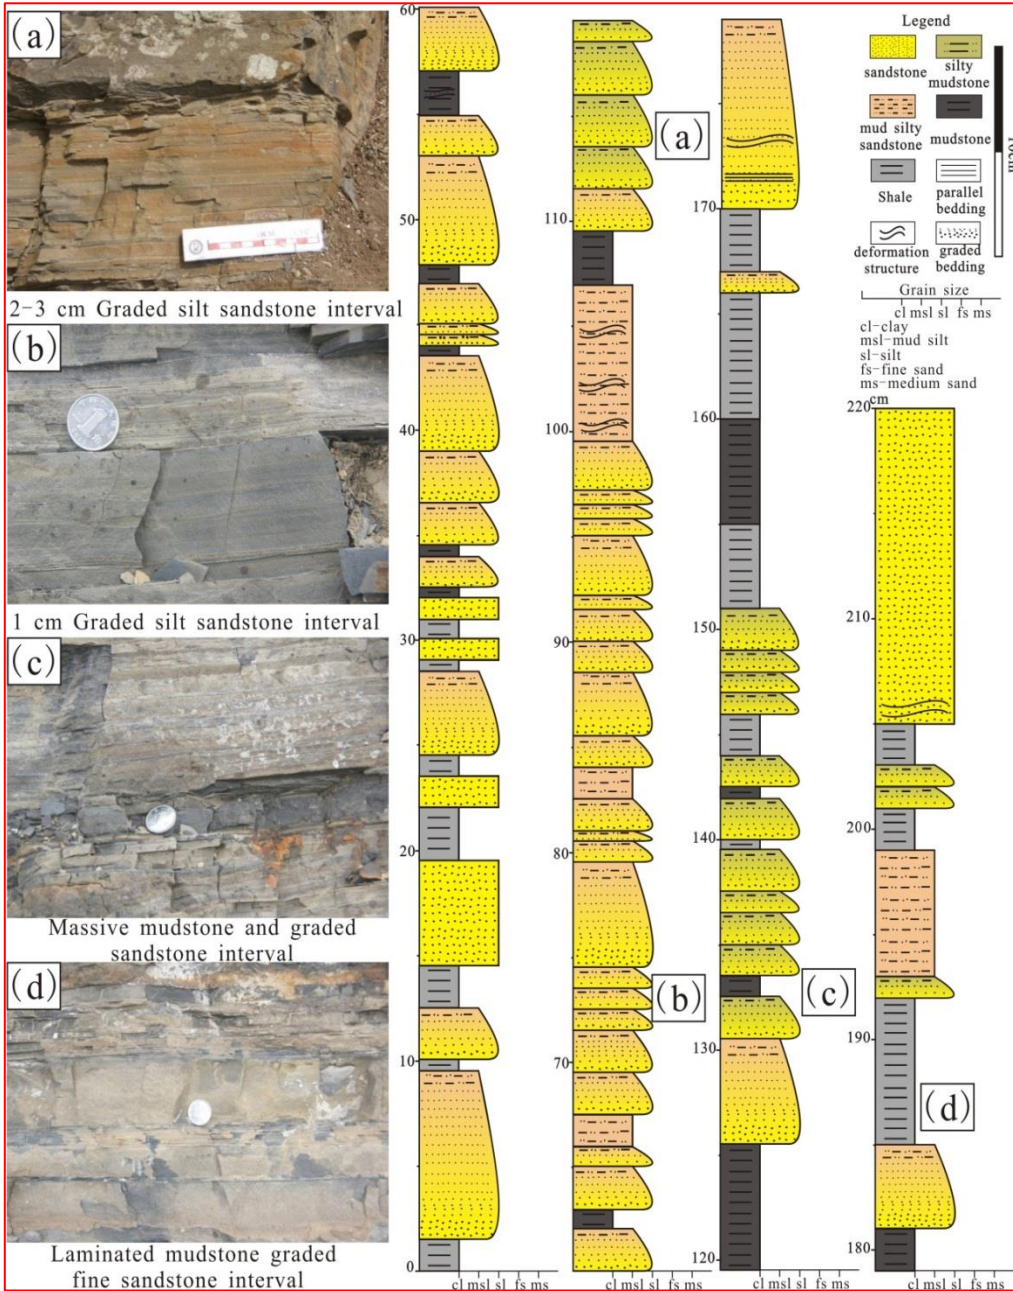 (a)
2-3 cm Graded silt sandstone interval
(b)
1 cm Graded silt sandstone interval
(c)
Massive mudstone and graded
sandstone interval
(d)
Laminated mudstone graded
fine sandstone interval
60
50
40
30
20
10
0
cl msl sl fs ms
110
100
90
80
70
cl msl sl fs ms
(a)
(b)
170
160
150
140
130
120
cl msl sl fs ms
(c)
Legend
sandstone
silty
mudstone
mud silty
sandstone
mudstone
Shale
parallel
bedding
deformation
structure
graded
bedding
10cm
Grain size
cl msl sl fs ms
cl-clay
msl-mud silt
sl-silt
fs-fine sand
ms-medium sand
cm
220
210
200
190
180
(d)
cl msl sl fs ms